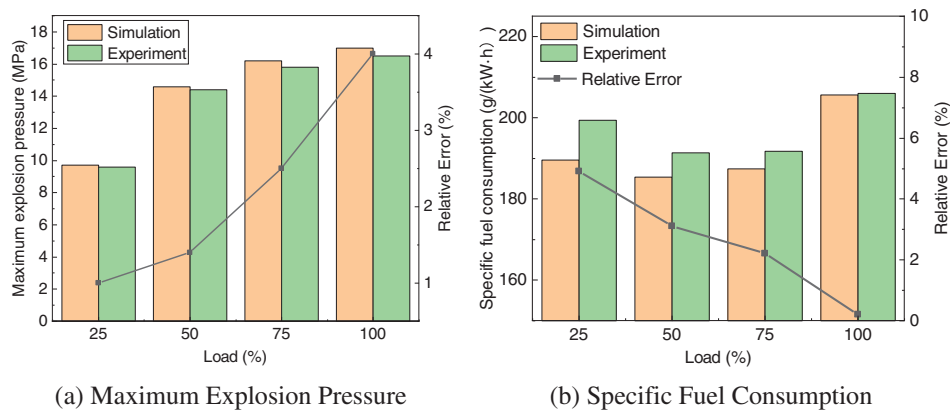 Maximum explosion pressure (MPa)
18
16
14
12
10
8
6
4
2
0
Simulation
Experiment
25
50
75
100
Load (%)
4
3
2
1
Relative Error (%)
(a) Maximum Explosion Pressure
Specific fuel consumption (g/(kW·h))
220
200
180
160
Simulation
Experiment
Relative Error
25
50
75
100
Load (%)
10
8
6
4
2
0
Relative Error (%)
(b) Specific Fuel Consumption